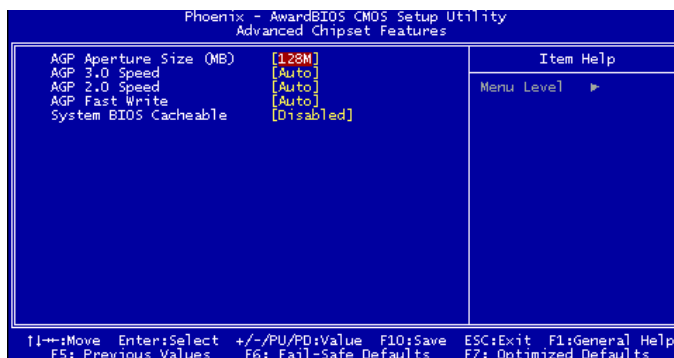 Phoenix - AwardBIOS CMOS Setup Utility
Advanced Chipset Features
AGP Aperture Size (MB) [128M]
AGP 3.0 Speed [Auto]
AGP 2.0 Speed [Auto]
AGP Fast Write [Auto]
System BIOS Cacheable [Disabled]
Item Help
Menu Level ►
↑↓→←:Move Enter:Select +/-/PU/PD:Value F10:Save ESC:Exit F1:General Help
F5: Previous Values F6: Fail-Safe Defaults F7: Optimized Defaults